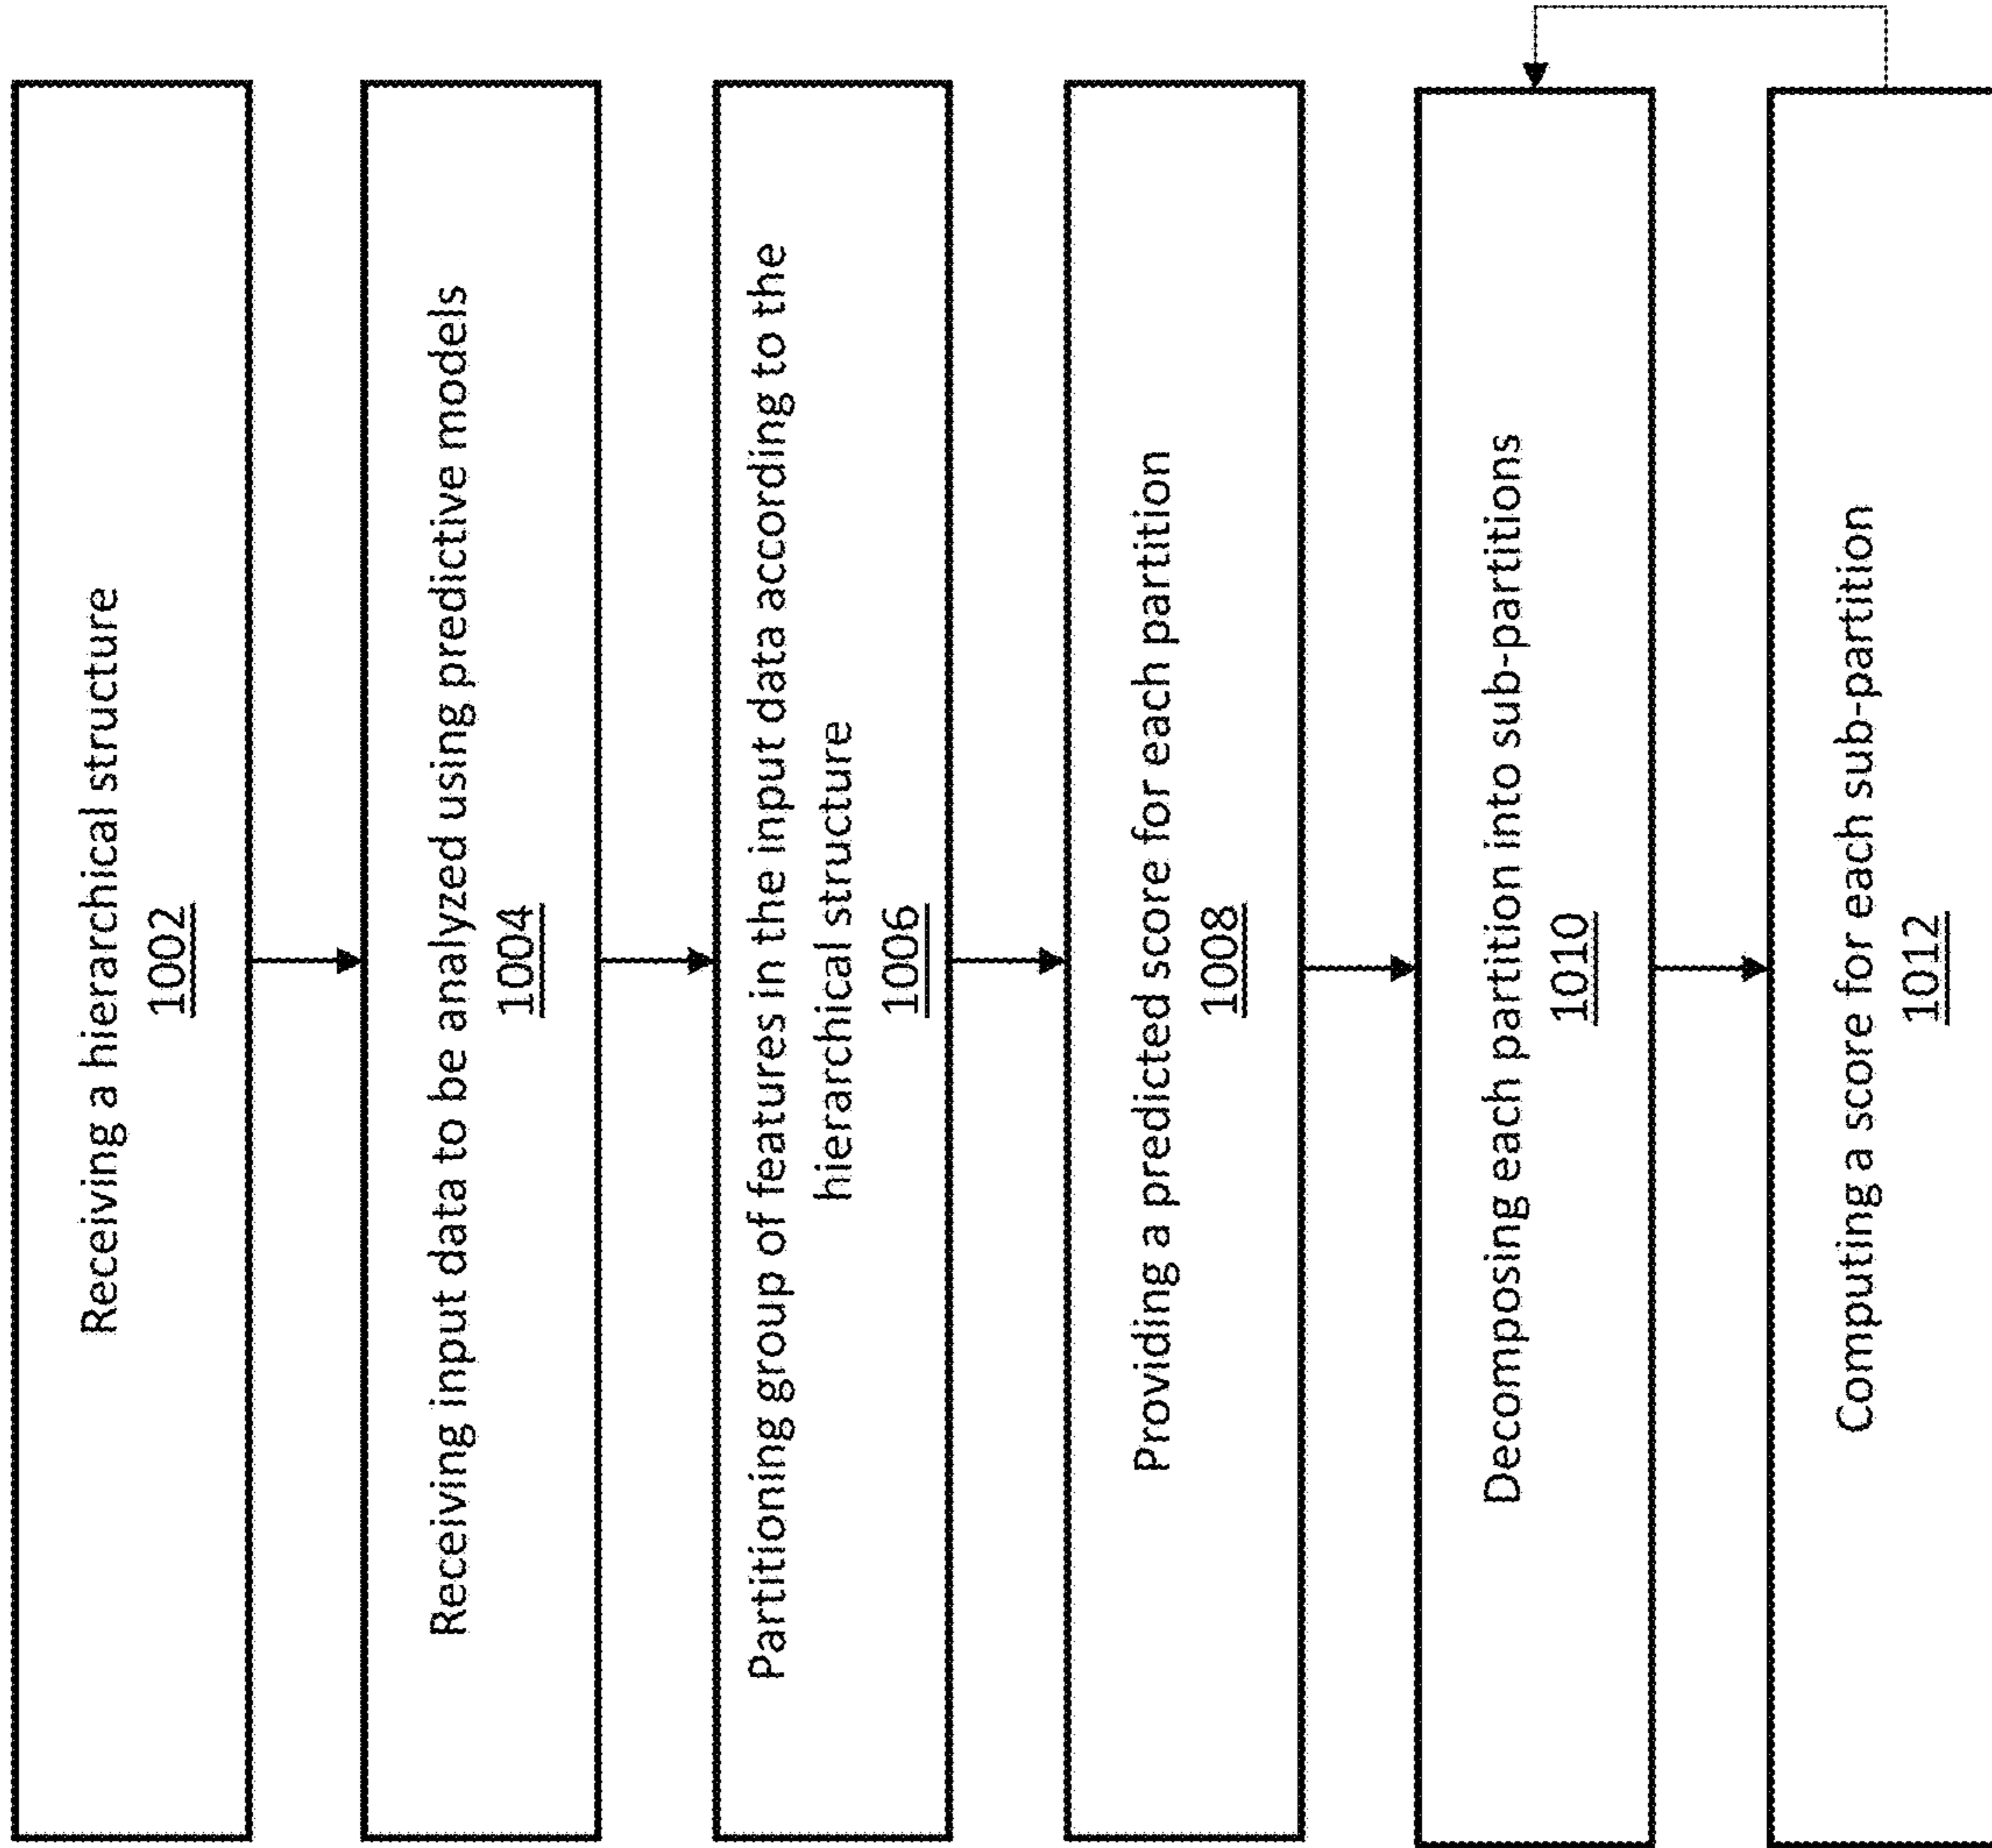 Receiving a hierarchical structure
1002
Receiving input data to be analyzed using predictive models
1004
Partitioning group of features in the input data according to the
hierarchical structure
1006
Providing a predicted score for each partition
1008
Decomposing each partition into sub-partitions
1010
Computing a score for each sub-partition
1012